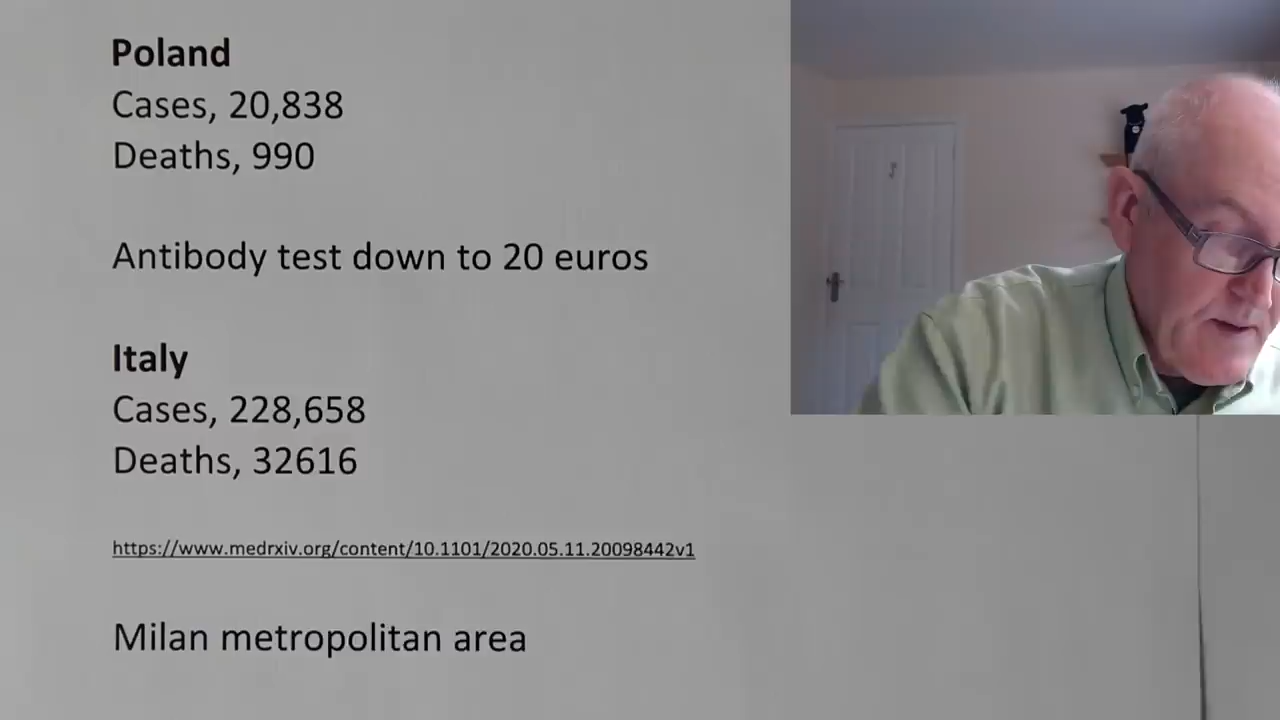 Poland
Cases, 20,838
Deaths, 990
Antibody test down to 20 euros
Italy
Cases, 228,658
Deaths, 32616
https://www.medrxiv.org/content/10.1101/2020.05.11.20098442v1
Milan metropolitan area